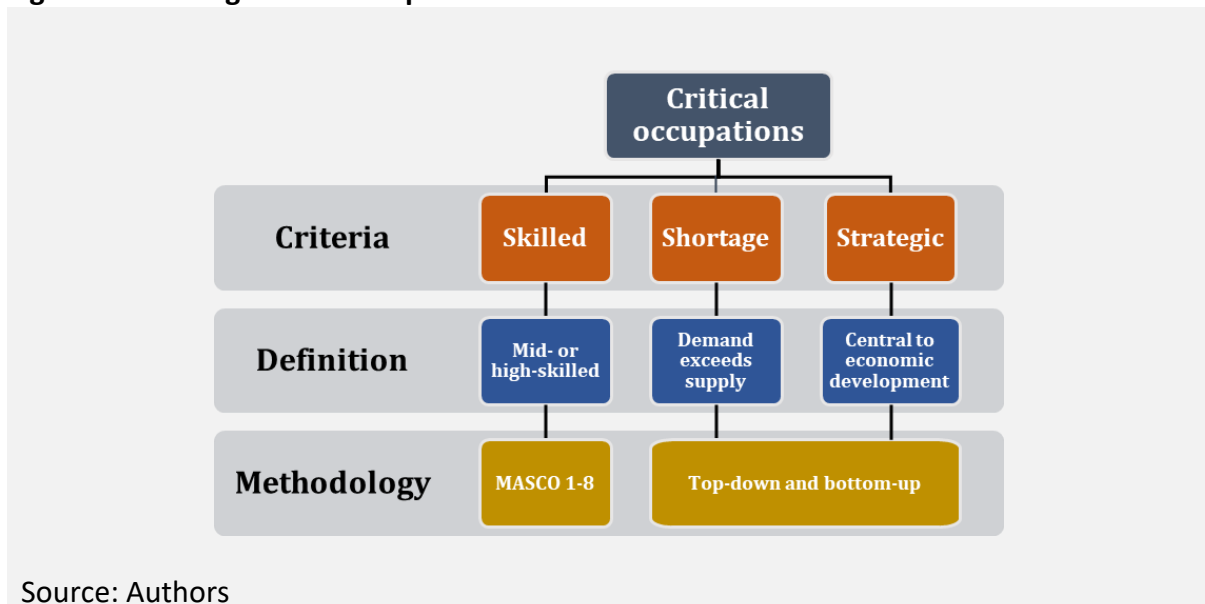 Critical
occupations
Criteria
Skilled
Shortage
Strategic
Definition
Mid- or
high-skilled
Demand
exceeds
supply
Central to
economic
development
Methodology
MASCO 1-8
Top-down and bottom-up
Source: Authors